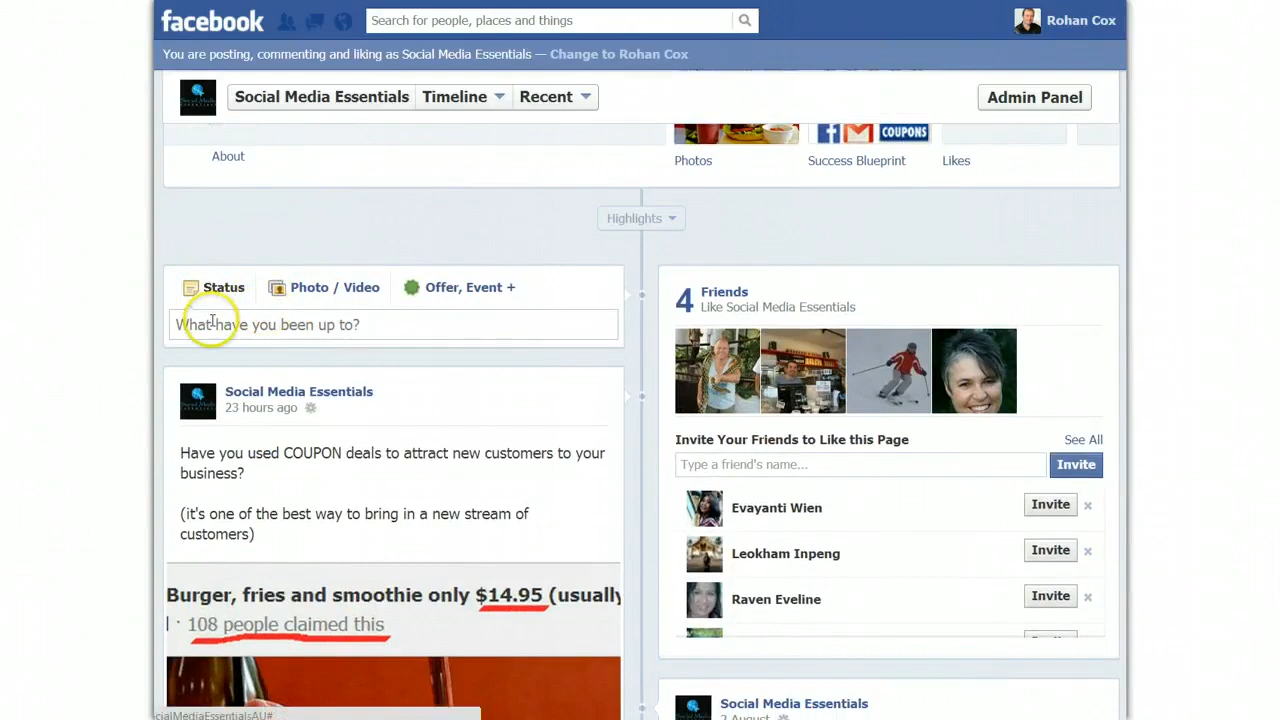 facebook
Search for people, places and things
Rohan Cox
You are posting, commenting and liking as Social Media Essentials — Change to Rohan Cox
Social Media Essentials
Timeline
Recent
Admin Panel
COUPONS
About
Photos
Success Blueprint
Likes
Highlights
Status
Photo / Video
Offer, Event +
What have you been up to?
4 Friends
Like Social Media Essentials
Invite Your Friends to Like this Page
See All
Type a friend's name...
Invite
Evayanti Wien
Invite
Leokham Inpeng
Invite
Raven Eveline
Invite
Social Media Essentials
23 hours ago
Have you used COUPON deals to attract new customers to your
business?
(it's one of the best way to bring in a new stream of
customers)
Burger, fries and smoothie only $14.95 (usually
· 108 people claimed this
Social Media Essentials
2 August
cialMediaEssentialsAU#